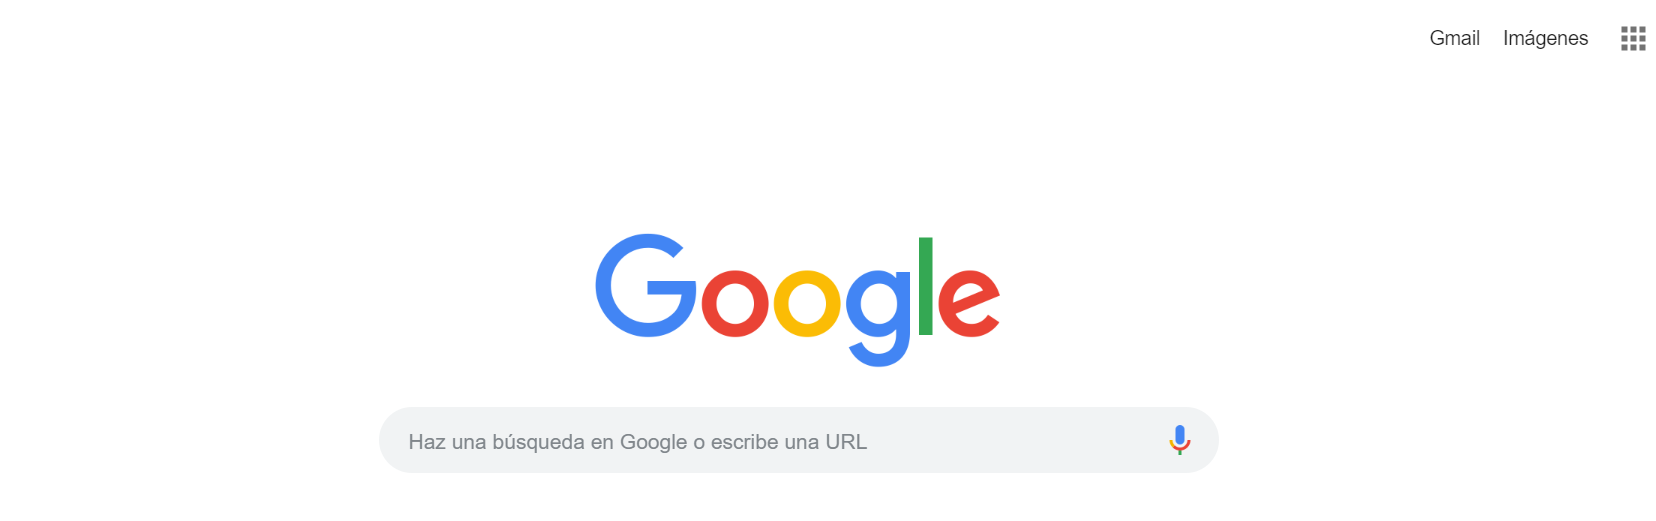 Gmail Imágenes
Google
Haz una búsqueda en Google o escribe una URL